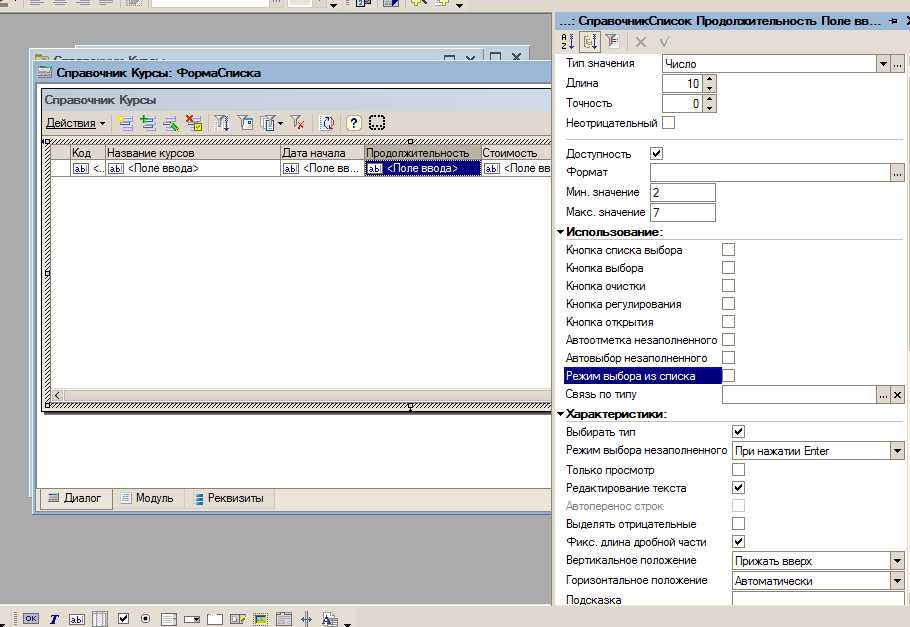 ...: СправочникСписок Продолжительность Поле вв...
Справочник Курсы: ФормаСписка
Справочник Курсы
Действия
Код Название курсов Дата начала Продолжительность Стоимость
<.. <Поле ввода> <Поле вв... <Поле ввода> <Поле вв
Диалог Модуль Реквизиты
Тип значения Число
Длина 10
Точность 0
Неотрицательный
Доступность
Формат
Мин. значение 2
Макс. значение 7
Использование:
Кнопка списка выбора
Кнопка выбора
Кнопка очистки
Кнопка регулирования
Кнопка открытия
Автоотметка незаполненного
Автовыбор незаполненного
Режим выбора из списка
Связь по типу
Характеристики:
Выбирать тип
Режим выбора незаполненного При нажатии Enter
Только просмотр
Редактирование текста
Автоперенос строк
Выделять отрицательные
Фикс. длина дробной части
Вертикальное положение Прижать вверх
Горизонтальное положение Автоматически
Подсказка